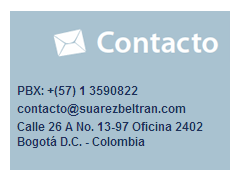 Contacto
PBX: +(57) 1 3590822
contacto@suarezbeltran.com
Calle 26 A No. 13-97 Oficina 2402
Bogotá D.C. - Colombia